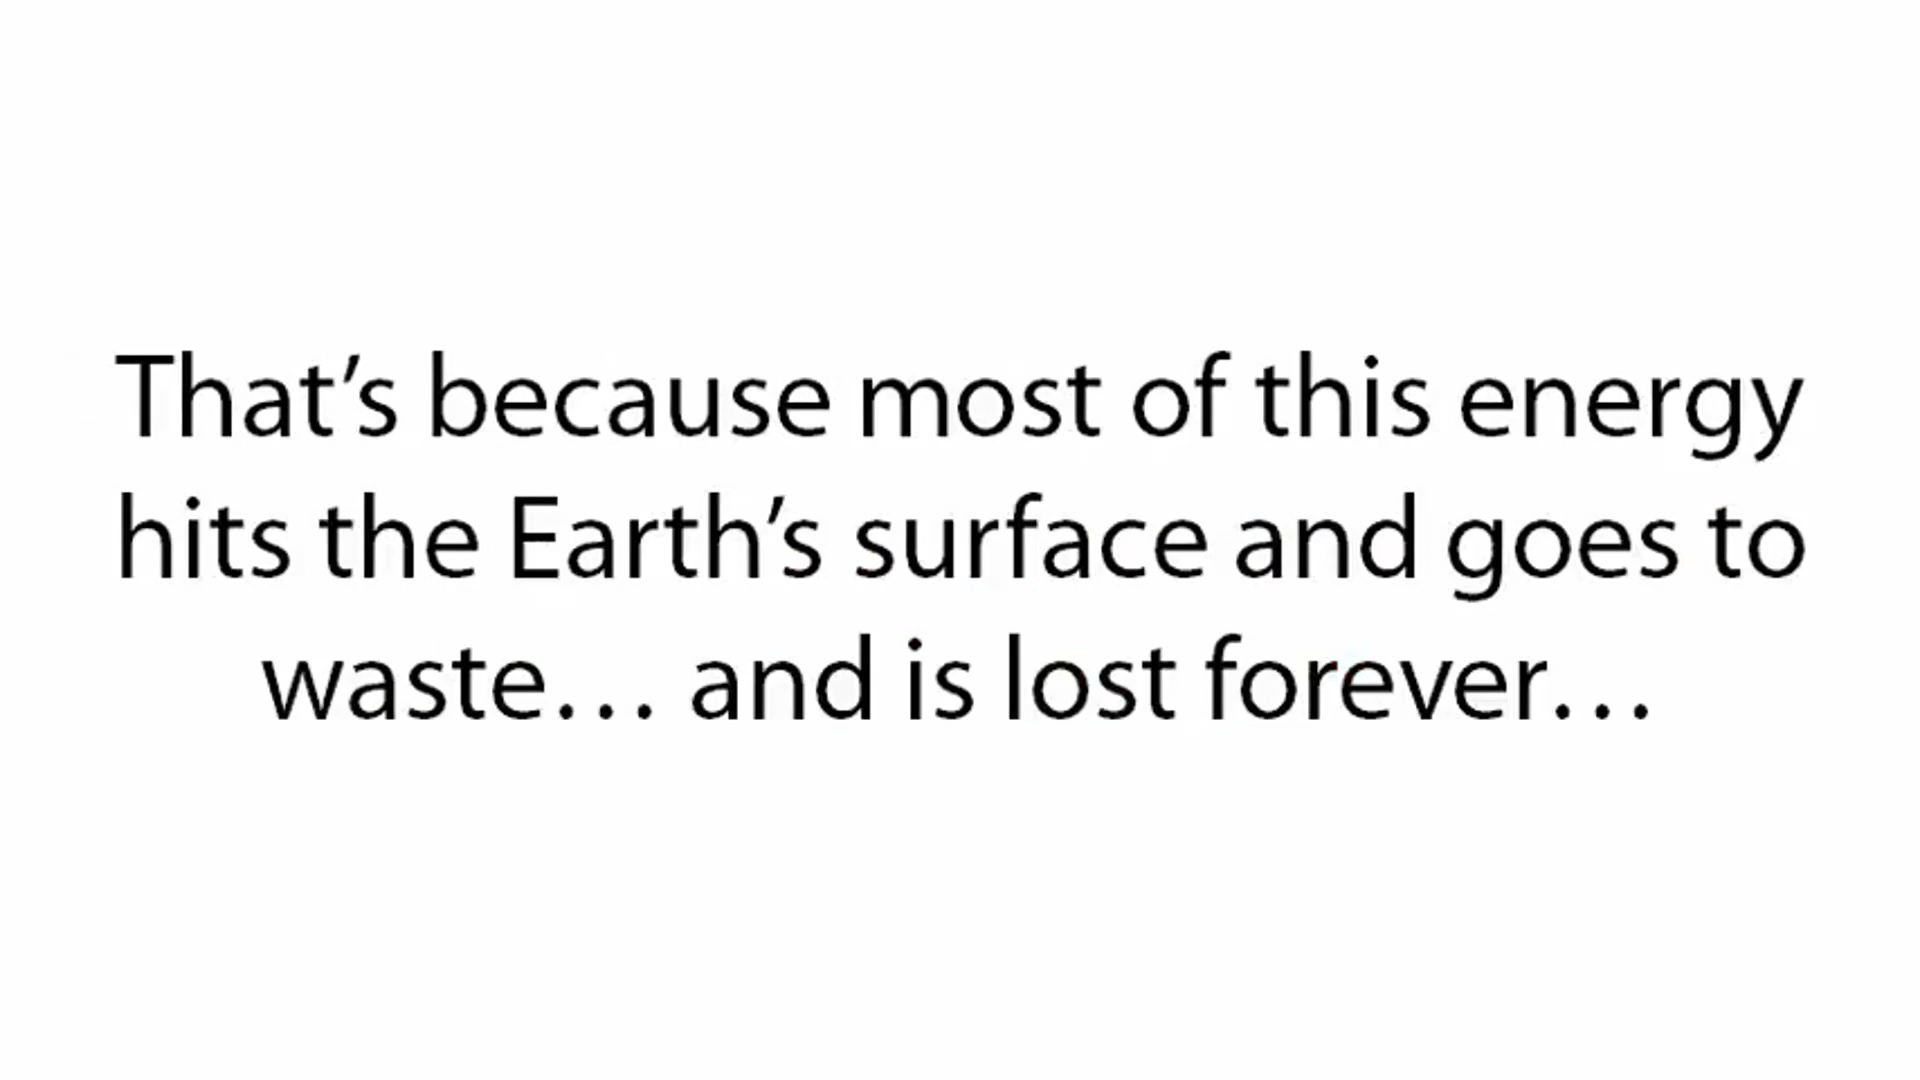 That’s because most of this energy
hits the Earth’s surface and goes to
waste… and is lost forever…